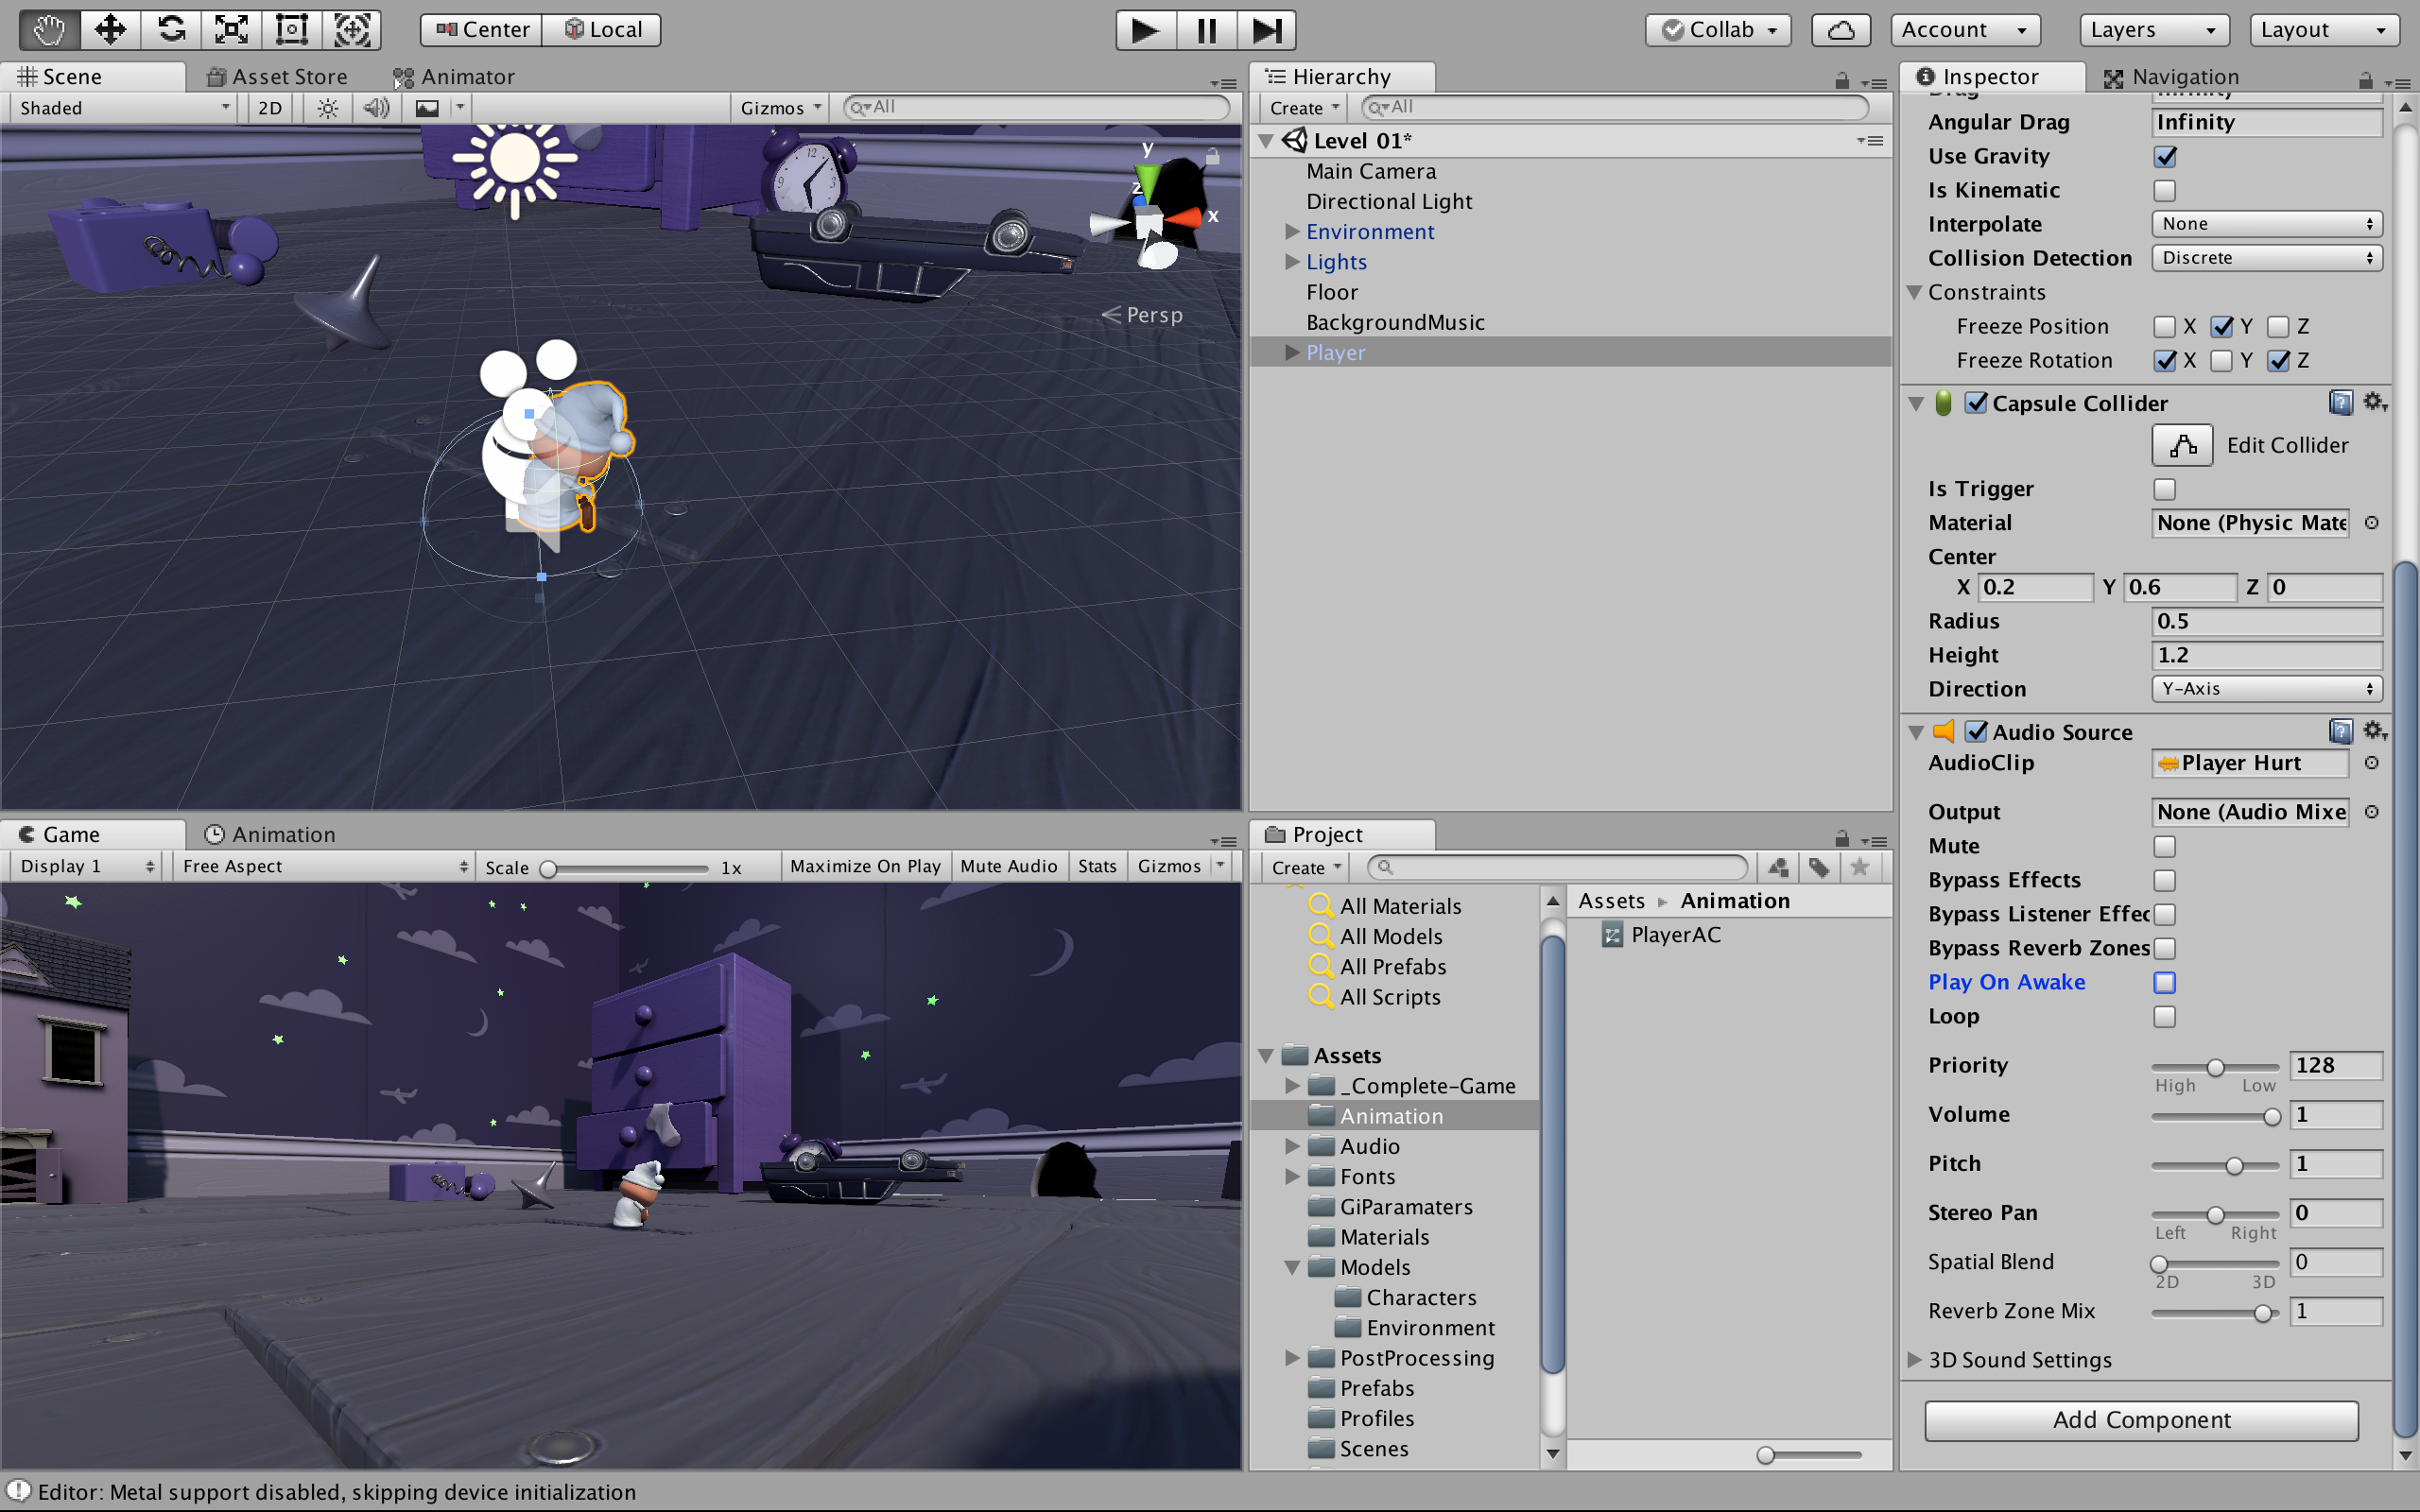 Center Local Collab Account Layers Layout
Scene Asset Store Animator
Shaded 2D Gizmos All
12
9 3
y
z
x
Persp
Hierarchy
Create All
Level 01*
Main Camera
Directional Light
Environment
Lights
Floor
BackgroundMusic
Player
Game Animation
Display 1 Free Aspect Scale 1x Maximize On Play Mute Audio Stats Gizmos
Project
Create
All Materials
All Models
All Prefabs
All Scripts
Assets
_Complete-Game
Animation
Audio
Fonts
GiParamaters
Materials
Models
Characters
Environment
PostProcessing
Prefabs
Profiles
Scenes
Assets Animation
PlayerAC
Inspector Navigation
Drag Infinity
Angular Drag Infinity
Use Gravity
Is Kinematic
Interpolate None
Collision Detection Discrete
Constraints
Freeze Position X Y Z
Freeze Rotation X Y Z
Capsule Collider
Edit Collider
Is Trigger
Material None (Physic Mate
Center
X 0.2 Y 0.6 Z 0
Radius 0.5
Height 1.2
Direction Y-Axis
Audio Source
AudioClip Player Hurt
Output None (Audio Mixe
Mute
Bypass Effects
Bypass Listener Effec
Bypass Reverb Zones
Play On Awake
Loop
Priority 128
High Low
Volume 1
Pitch 1
Stereo Pan 0
Left Right
Spatial Blend 0
2D 3D
Reverb Zone Mix 1
3D Sound Settings
Add Component
Editor: Metal support disabled, skipping device initialization